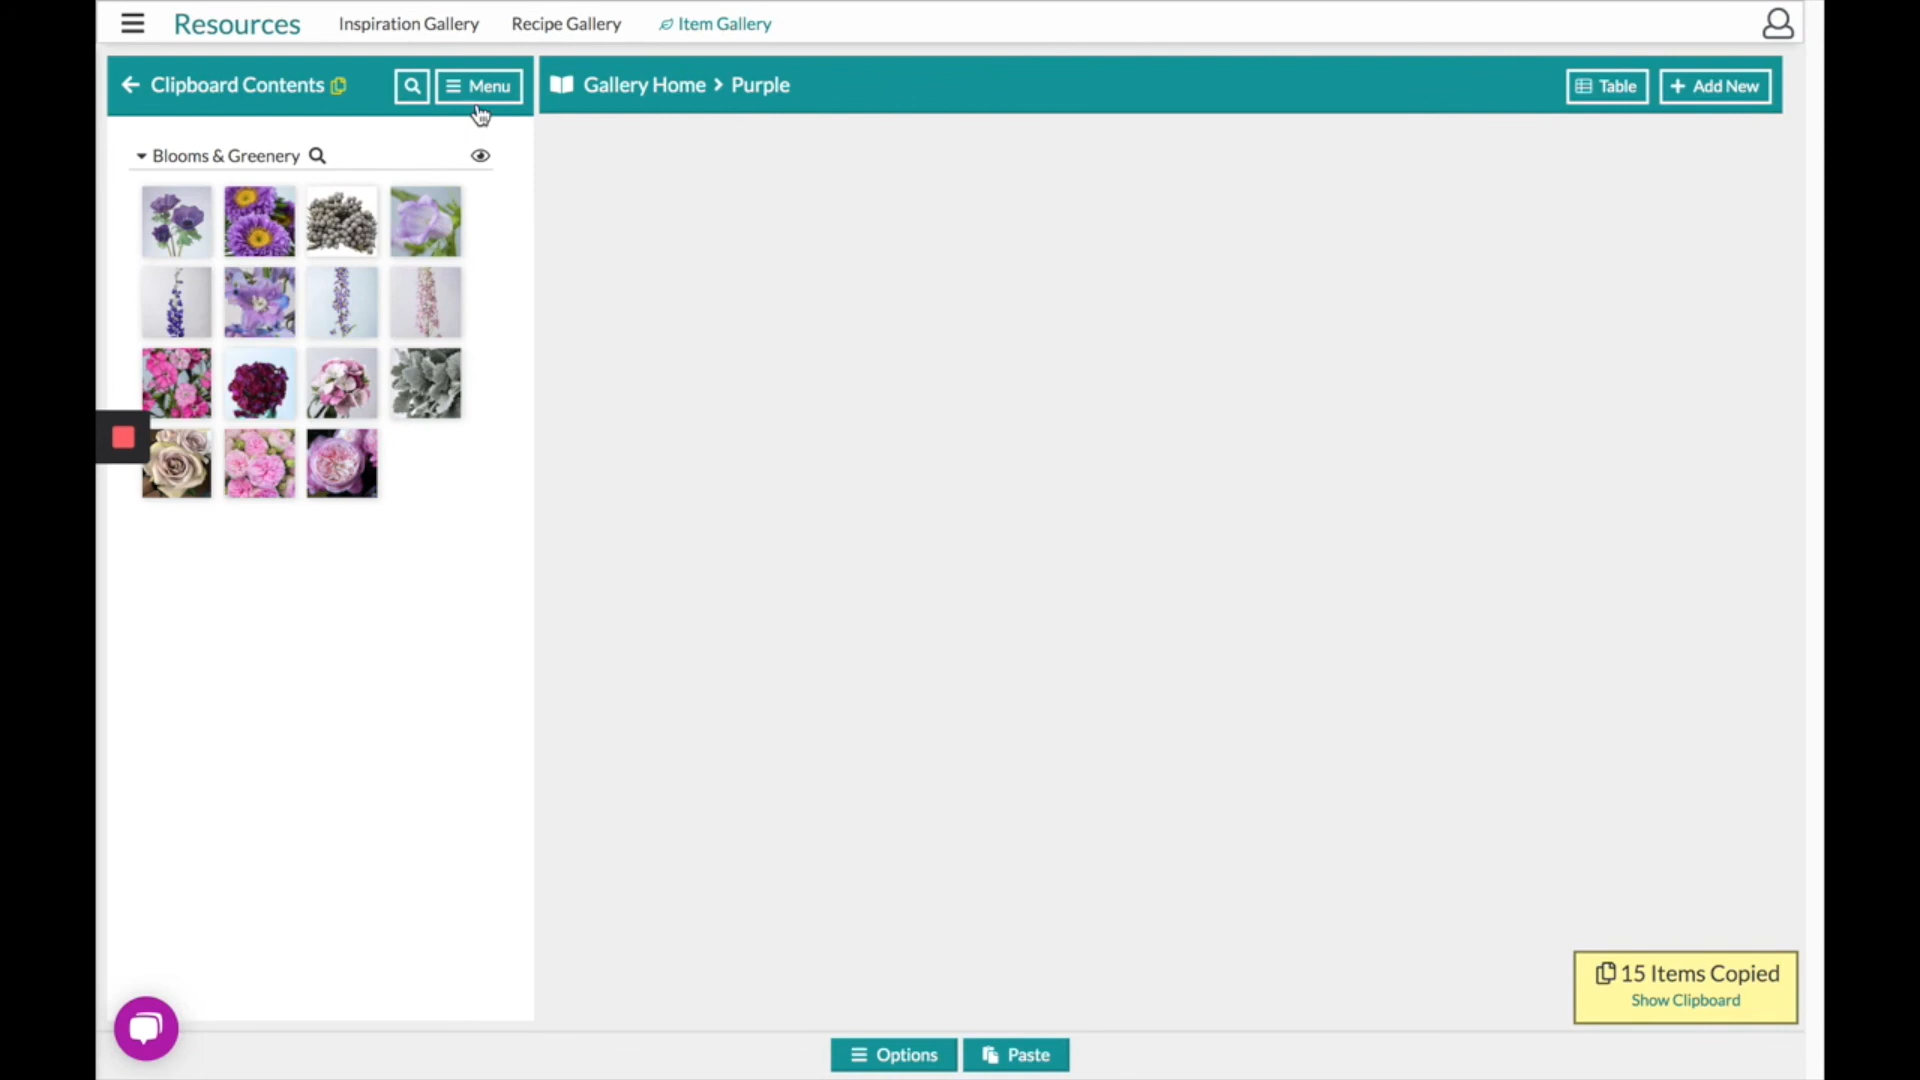 Resources
Inspiration Gallery
Recipe Gallery
Item Gallery
Clipboard Contents
Menu
Gallery Home > Purple
Table
+ Add New
Blooms & Greenery
15 Items Copied
Show Clipboard
Options
Paste